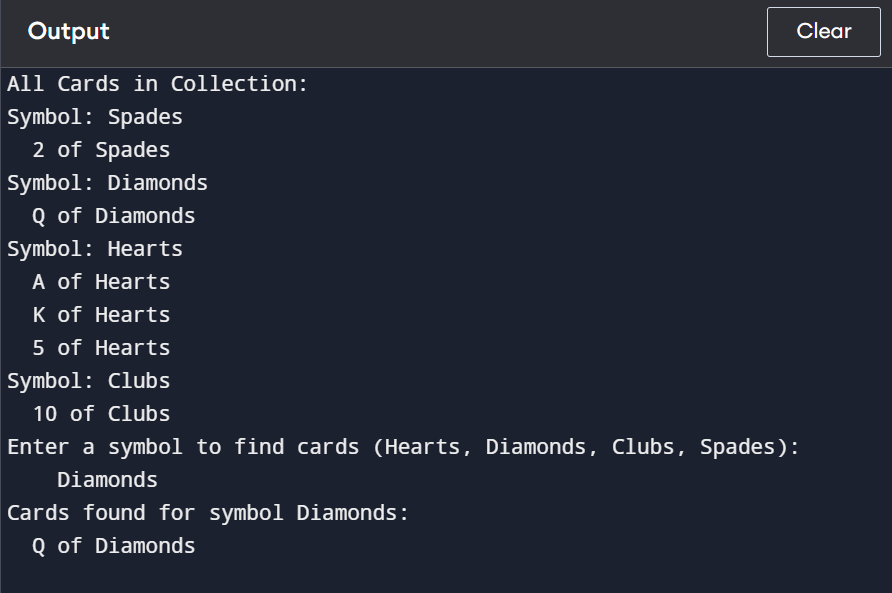 Output
Clear
All Cards in Collection:
Symbol: Spades
  2 of Spades
Symbol: Diamonds
  Q of Diamonds
Symbol: Hearts
  A of Hearts
  K of Hearts
  5 of Hearts
Symbol: Clubs
  10 of Clubs
Enter a symbol to find cards (Hearts, Diamonds, Clubs, Spades):
    Diamonds
Cards found for symbol Diamonds:
  Q of Diamonds